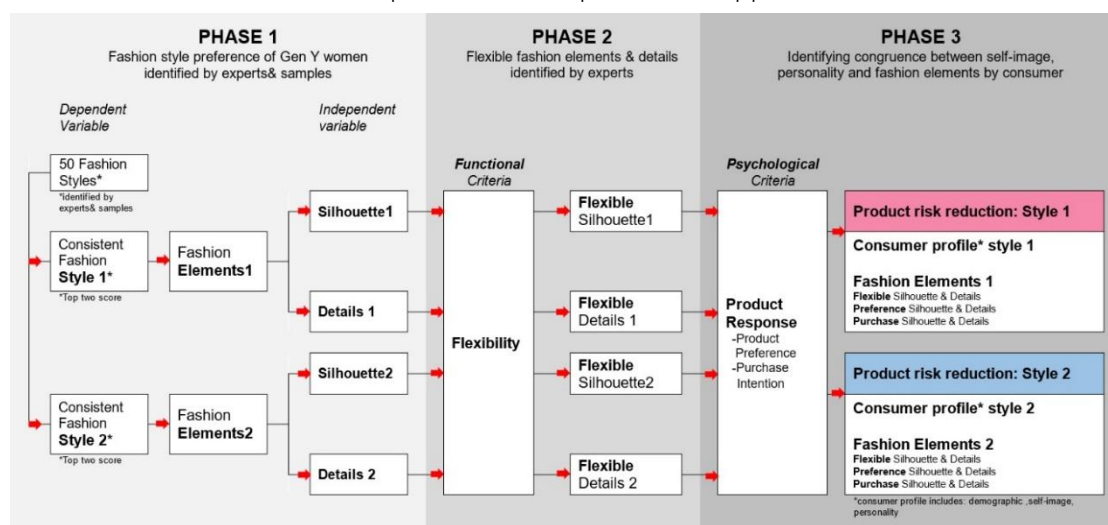 PHASE 1
Fashion style preference of Gen Y women
identified by experts& samples
Dependent
Variable
Independent
variable
50 Fashion
Styles*
*identified by
experts& samples
Consistent
Fashion
Style 1*
*Top two score
Fashion
Elements1
Silhouette1
Details 1
Consistent
Fashion
Style 2*
*Top two score
Fashion
Elements2
Silhouette2
Details 2
PHASE 2
Flexible fashion elements & details
identified by experts
Functional
Criteria
Flexibility
Flexible
Silhouette1
Flexible
Details 1
Flexible
Silhouette2
Flexible
Details 2
PHASE 3
Identifying congruence between self-image,
personality and fashion elements by consumer
Psychological
Criteria
Product
Response
-Product
Preference
-Purchase
Intention
Product risk reduction: Style 1
Consumer profile* style 1
Fashion Elements 1
Flexible Silhouette & Details
Preference Silhouette & Details
Purchase Silhouette & Details
Product risk reduction: Style 2
Consumer profile* style 2
Fashion Elements 2
Flexible Silhouette & Details
Preference Silhouette & Details
Purchase Silhouette & Details
*consumer profile includes: demographic ,self-image,
personality